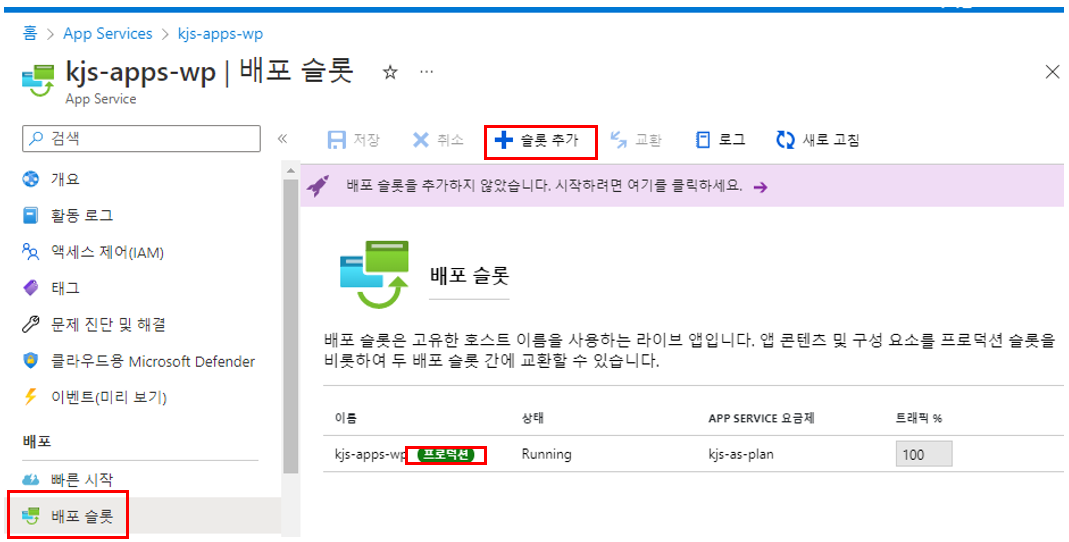 홈 > App Services > kjs-apps-wp
kjs-apps-wp | 배포 슬롯 ☆ ···
App Service
검색 «
저장 취소 슬롯 추가 교환 로그 새로 고침
배포 슬롯을 추가하지 않았습니다. 시작하려면 여기를 클릭하세요. →
개요
활동 로그
액세스 제어(IAM)
태그
문제 진단 및 해결
클라우드용 Microsoft Defender
이벤트(미리 보기)
배포
빠른 시작
배포 슬롯
배포 슬롯
배포 슬롯은 고유한 호스트 이름을 사용하는 라이브 앱입니다. 앱 콘텐츠 및 구성 요소를 프로덕션 슬롯을
비롯하여 두 배포 슬롯 간에 교환할 수 있습니다.
이름 상태 APP SERVICE 요금제 트래픽 %
kjs-apps-wp 프로덕션 Running kjs-as-plan 100